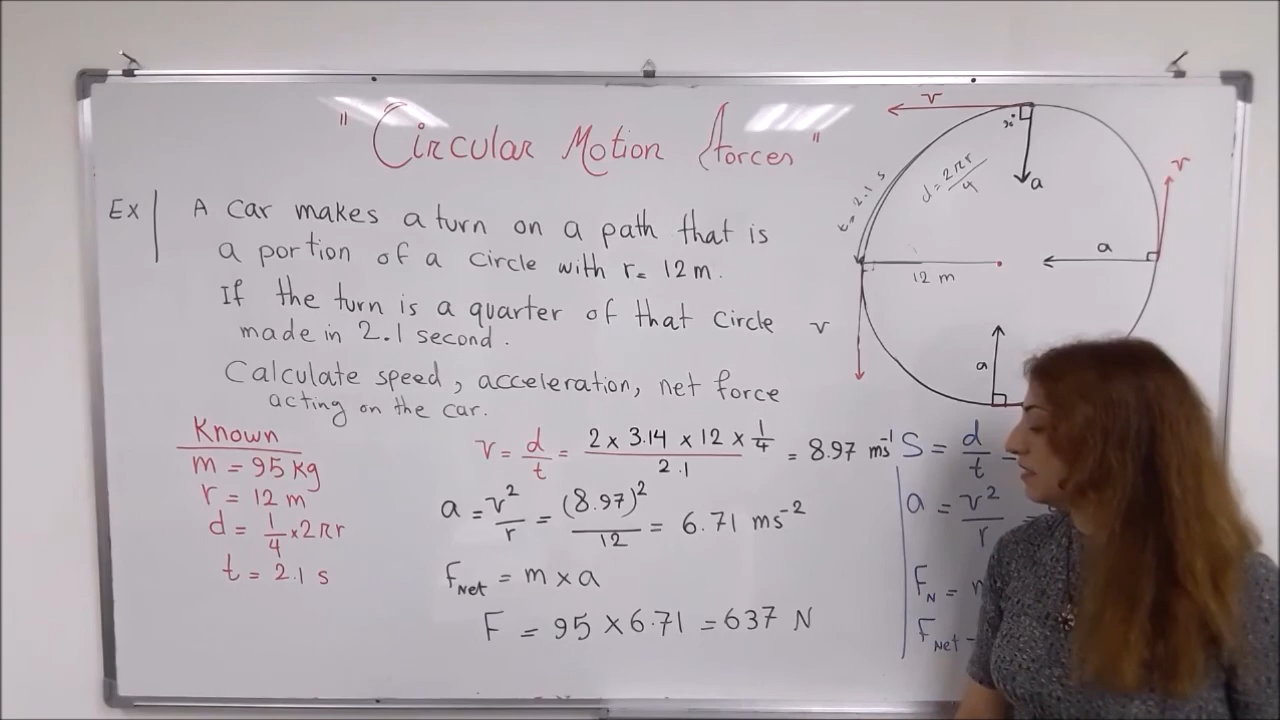 " Circular Motion forces "
Ex | A car makes a turn on a path that is
a portion of a circle with r= 12 m.
If the turn is a quarter of that circle
made in 2.1 second.
Calculate speed, acceleration, net force
acting on the car.
Known
m = 95 kg
r = 12 m
d = 1/4 × 2πr
t = 2.1 s
v = d/t = (2 × 3.14 × 12 × 1/4)/2.1 = 8.97 ms⁻¹
a = v²/r = (8.97)²/12 = 6.71 ms⁻²
FNet = m × a
F = 95 × 6.71 = 637 N
v
a
t = 2.1 s
d = 2πr/4
12 m
v
a
v
a
S = d/t =
a = v²/r =
FN =
FNet =